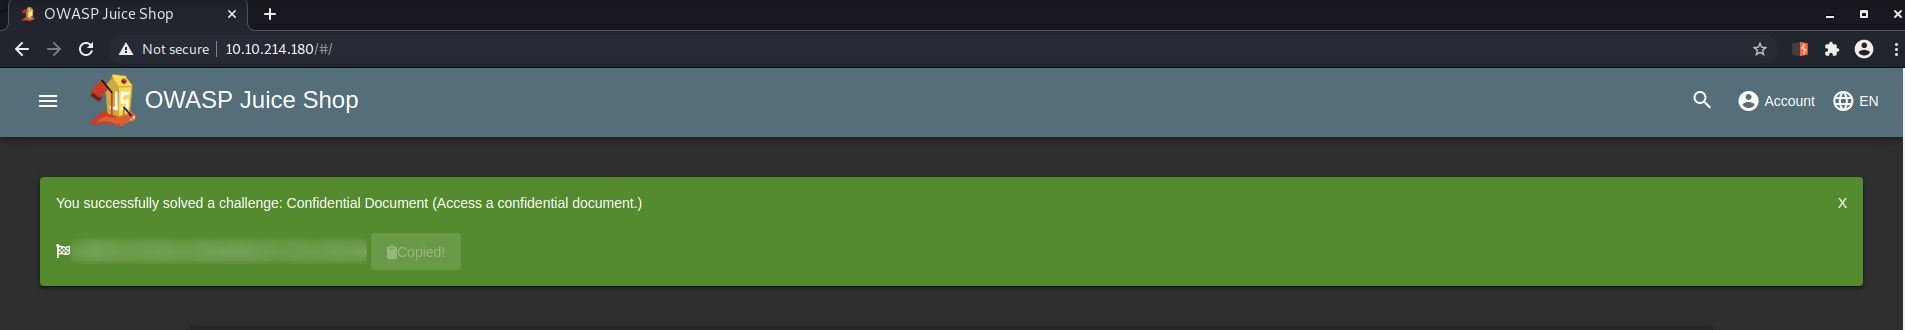 OWASP Juice Shop
Not secure 10.10.214.180/#/
OWASP Juice Shop
Account
EN
You successfully solved a challenge: Confidential Document (Access a confidential document.)
X
Copied!